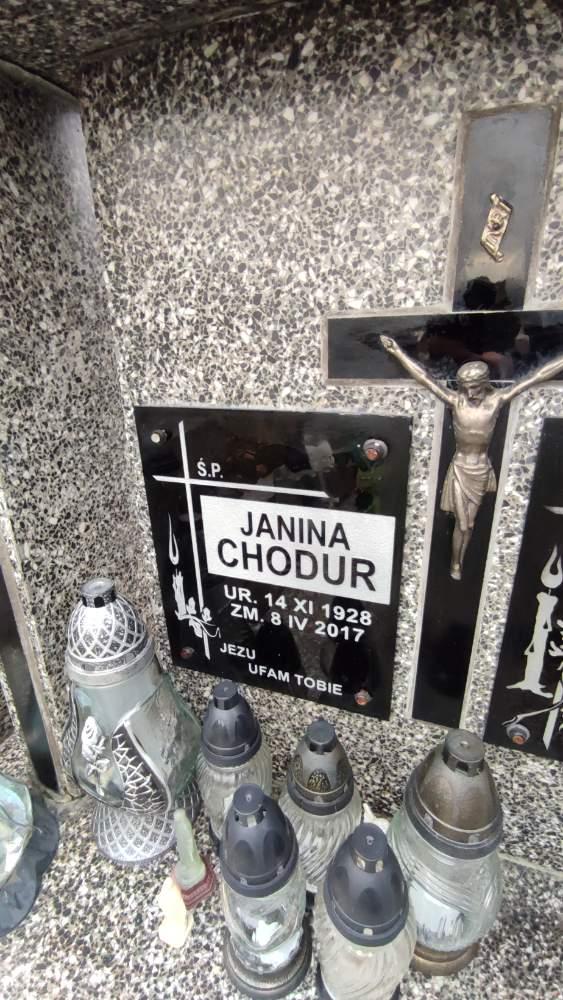 Ś.P.
JANINA
CHODUR
UR. 14 XI 1928
ZM. 8 IV 2017
JEZU
UFAM TOBIE